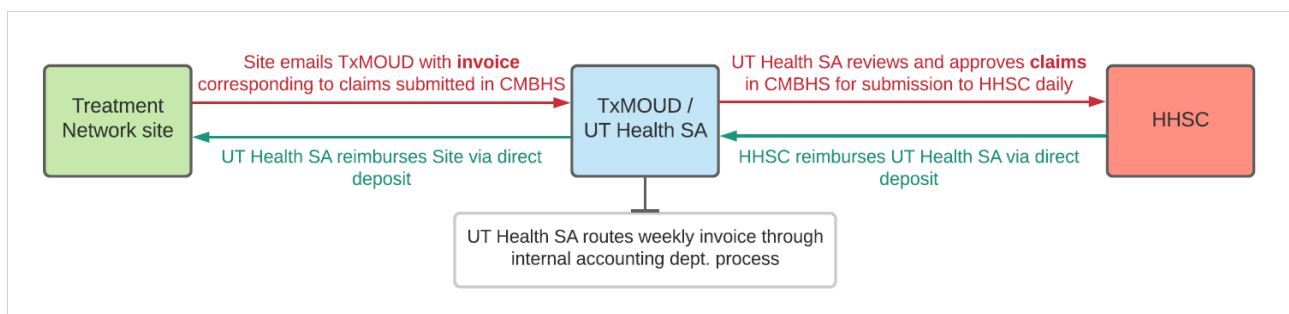 Site emails TxMOUD with invoice
corresponding to claims submitted in CMBHS
UT Health SA reviews and approves claims
in CMBHS for submission to HHSC daily
Treatment
Network site
TxMOUD /
UT Health SA
HHSC
UT Health SA reimburses Site via direct
deposit
HHSC reimburses UT Health SA via direct
deposit
UT Health SA routes weekly invoice through
internal accounting dept. process